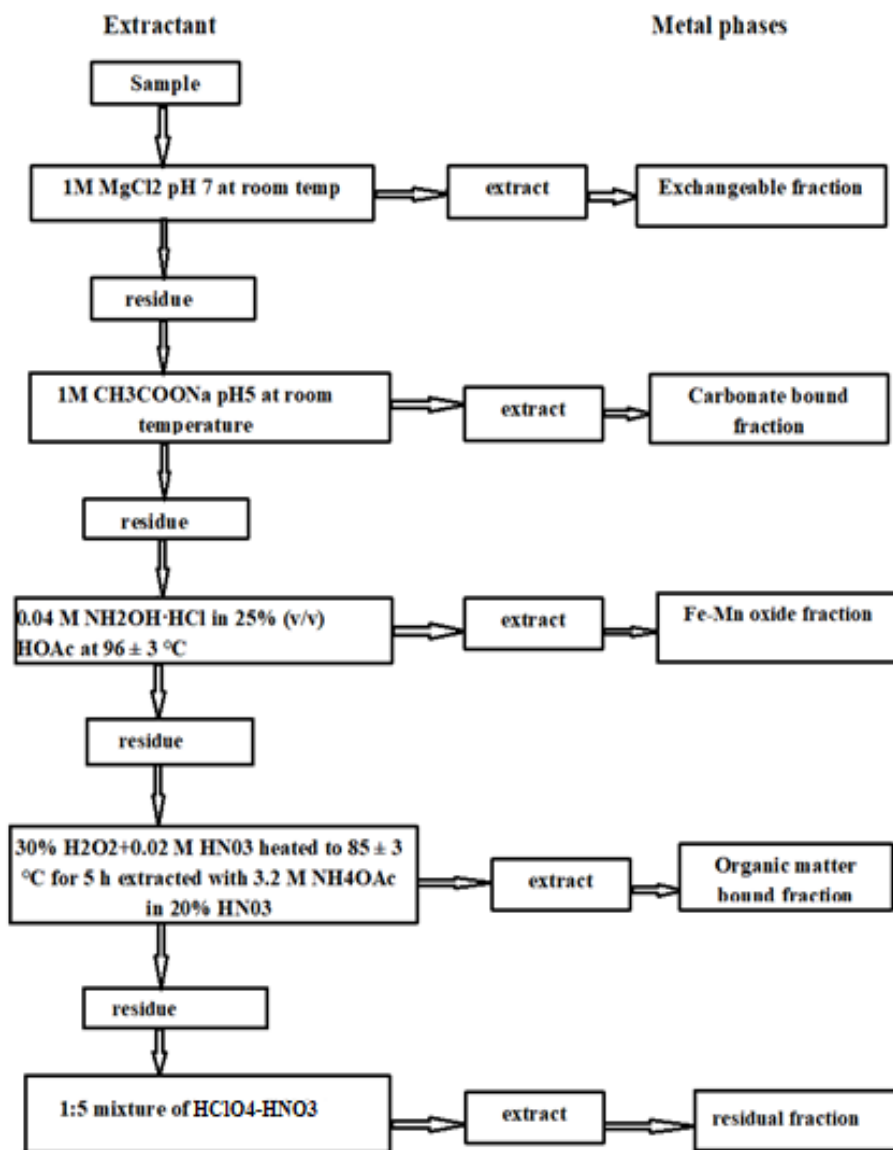 Extractant
Metal phases
Sample
1M MgCl2 pH 7 at room temp
extract
Exchangeable fraction
residue
1M CH3COONa pH5 at room
temperature
extract
Carbonate bound
fraction
residue
0.04 M NH2OH·HCl in 25% (v/v)
HOAc at 96 ± 3 °C
extract
Fe-Mn oxide fraction
residue
30% H2O2+0.02 M HN03 heated to 85 ± 3
°C for 5 h extracted with 3.2 M NH4OAc
in 20% HN03
extract
Organic matter
bound fraction
residue
1:5 mixture of HClO4-HNO3
extract
residual fraction